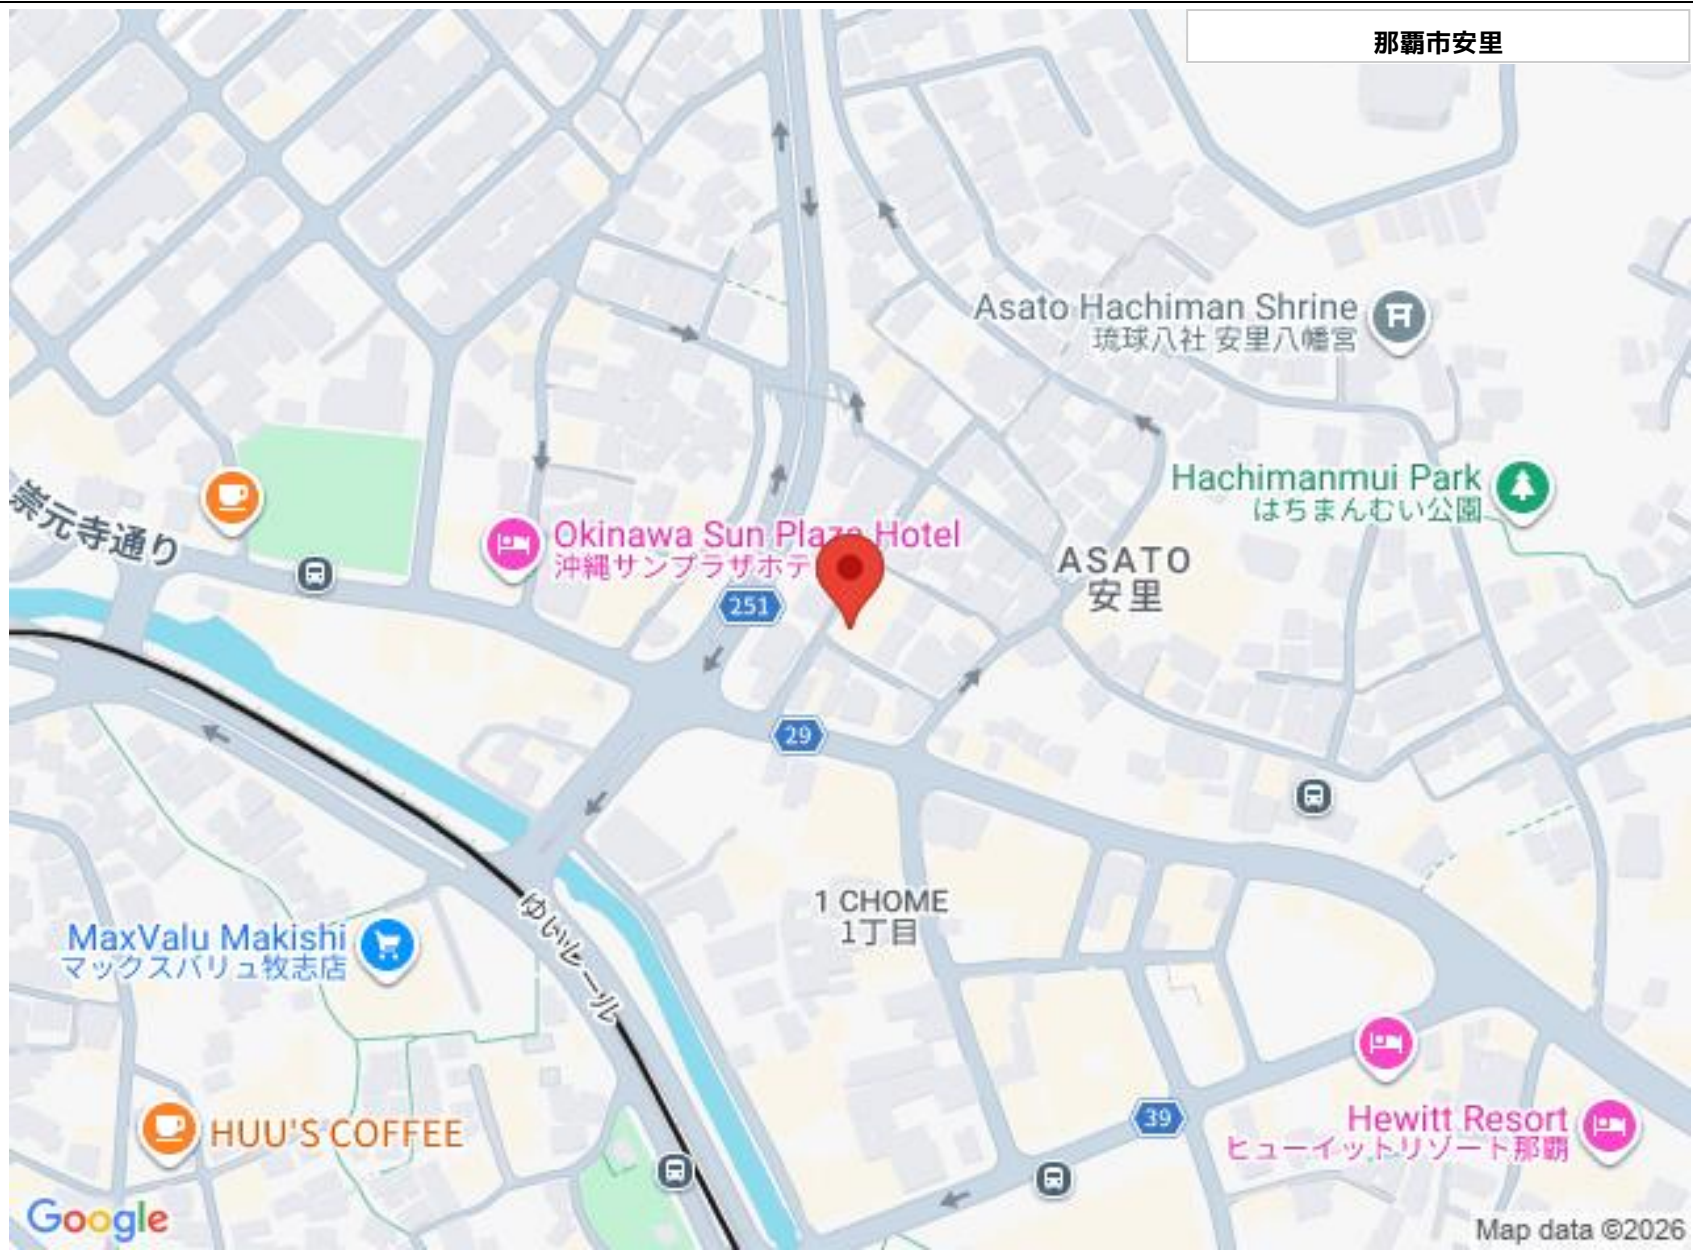 那覇市安里
Asato Hachiman Shrine
琉球八社 安里八幡宮
Hachimanmui Park
はちまんむい公園
崇元寺通り
Okinawa Sun Plaza Hotel
沖縄サンプラザホテ
ASATO
安里
251
29
1 CHOME
1丁目
MaxValu Makishi
マックスバリュ牧志店
ゆいレール
39
Hewitt Resort
ヒューイットリゾート那覇
HUU'S COFFEE
Google
Map data ©2026